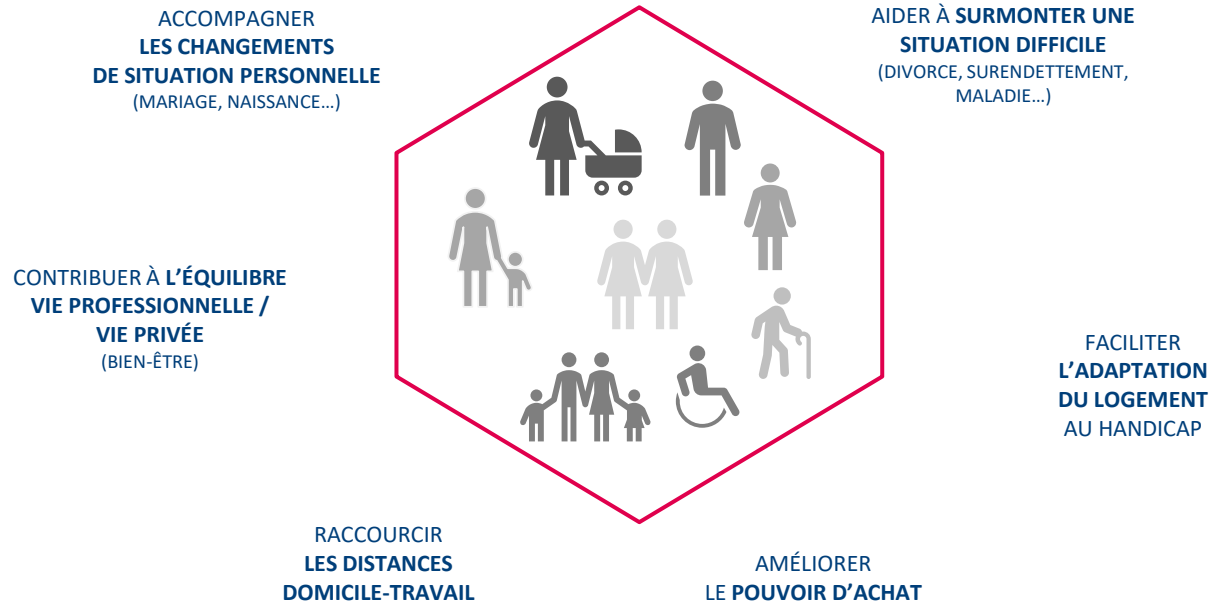 ACCOMPAGNER
LES CHANGEMENTS
DE SITUATION PERSONNELLE
(MARIAGE, NAISSANCE…)
AIDER À SURMONTER UNE
SITUATION DIFFICILE
(DIVORCE, SURENDETTEMENT,
MALADIE…)
CONTRIBUER À L’ÉQUILIBRE
VIE PROFESSIONNELLE /
VIE PRIVÉE
(BIEN-ÊTRE)
FACILITER
L’ADAPTATION
DU LOGEMENT
AU HANDICAP
RACCOURCIR
LES DISTANCES
DOMICILE-TRAVAIL
AMÉLIORER
LE POUVOIR D’ACHAT